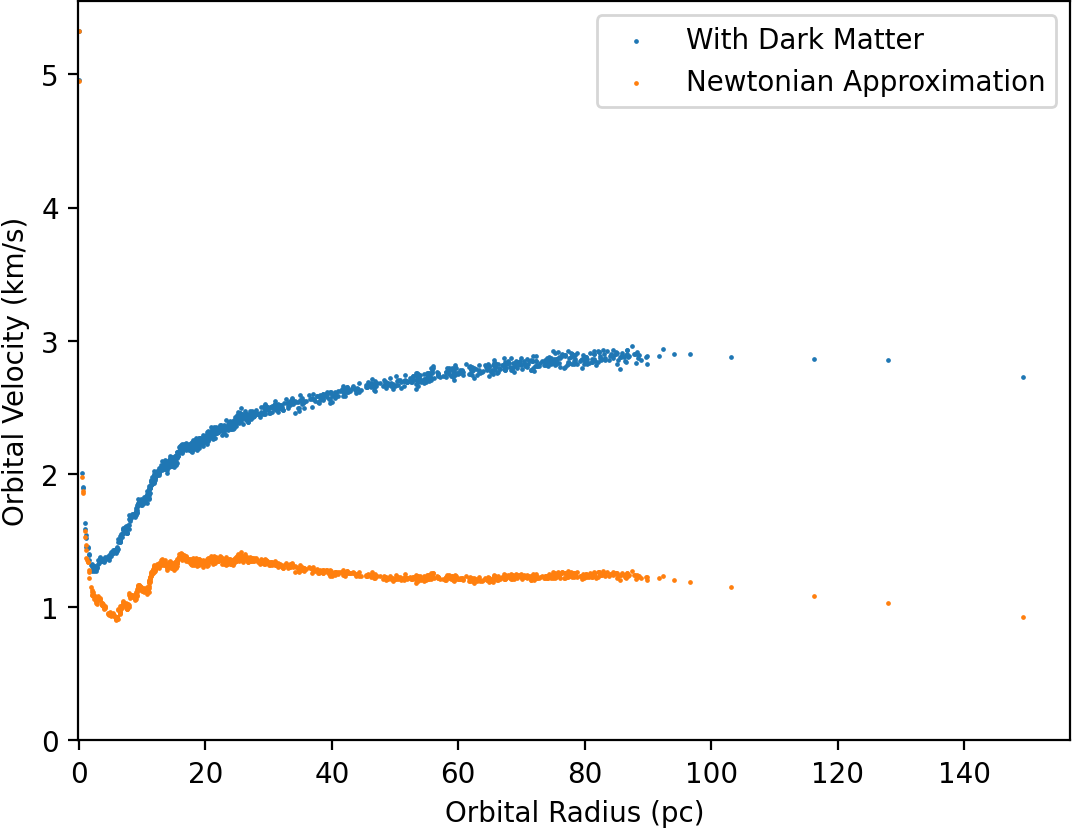 With Dark Matter
Newtonian Approximation
5
4
3
2
1
0
Orbital Velocity (km/s)
0 20 40 60 80 100 120 140
Orbital Radius (pc)